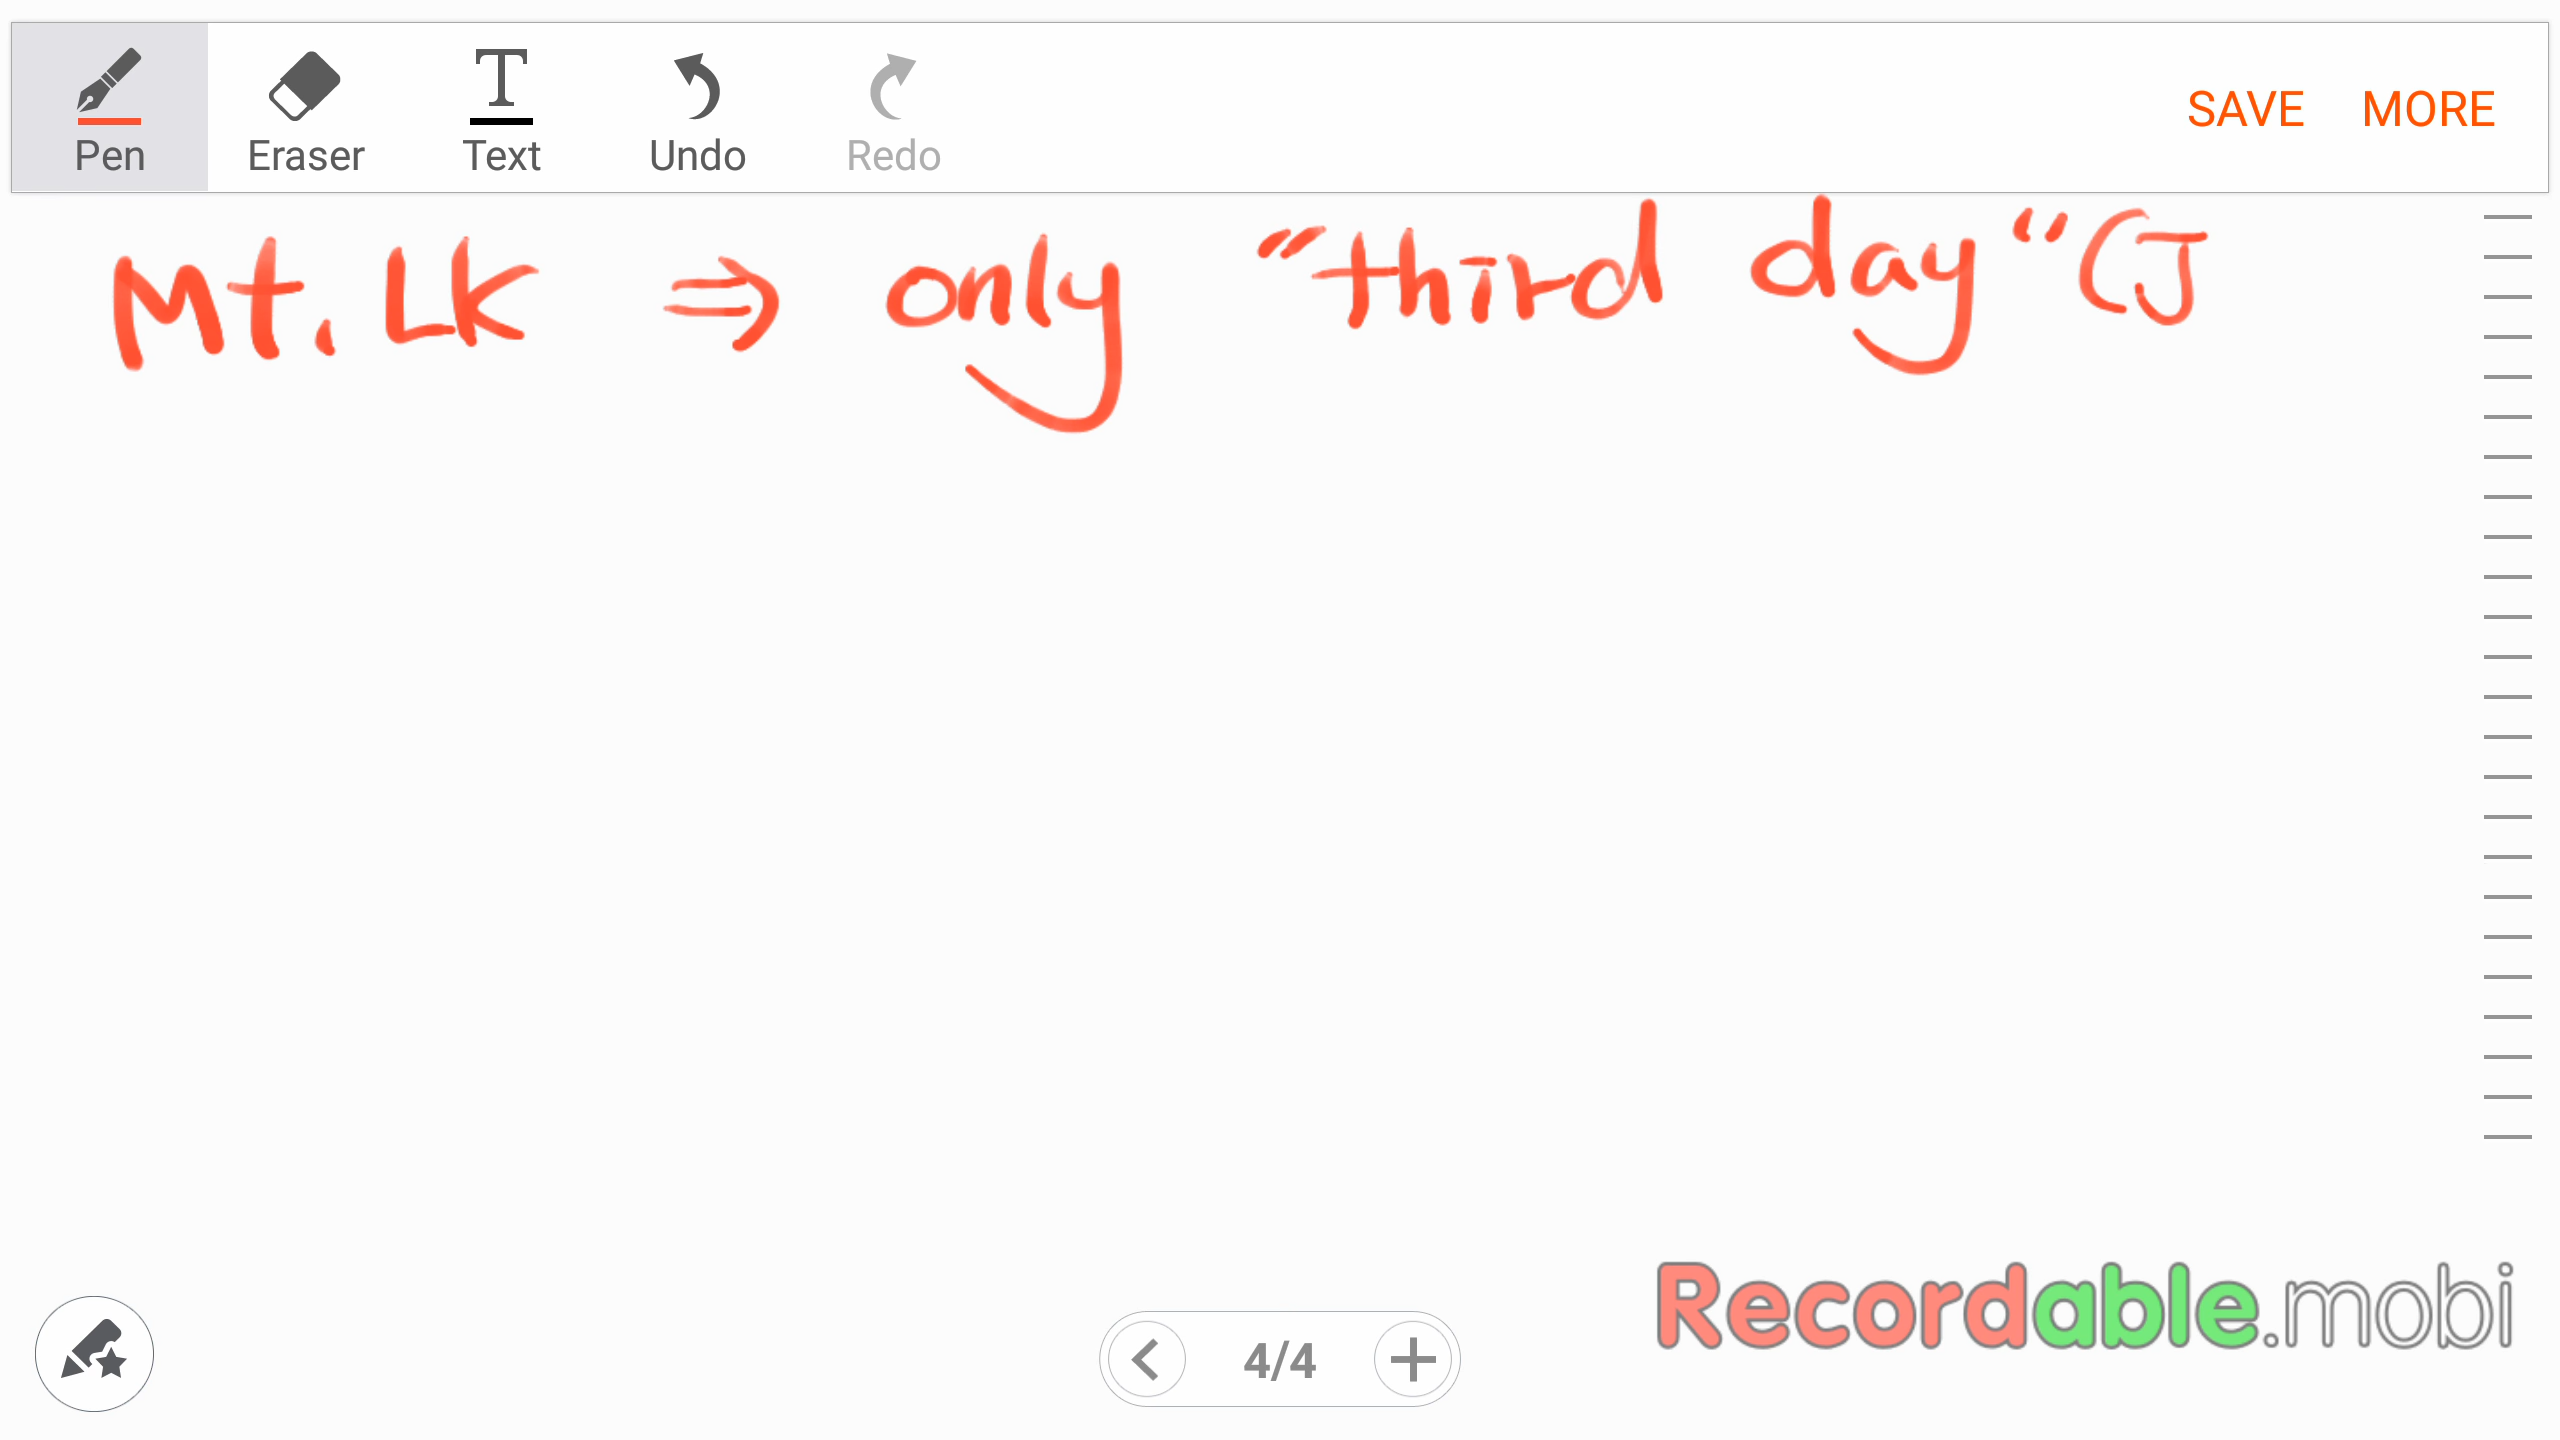 Pen Eraser Text Undo Redo SAVE MORE
Mt. Lk ⇒ only "third day" (J
4/4
Recordable.mobi